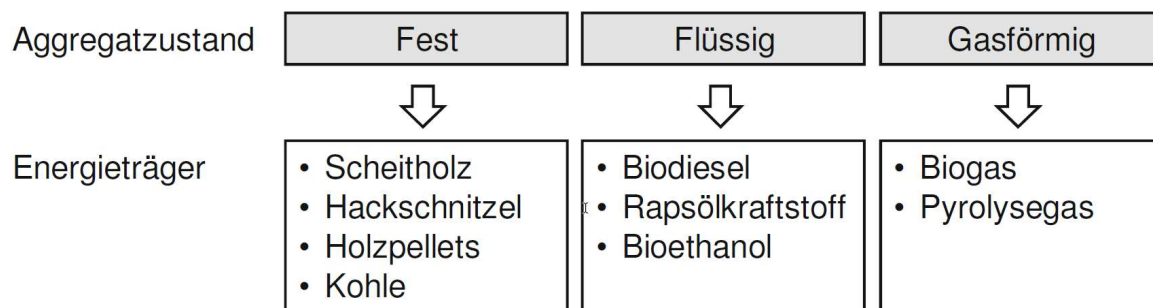 Aggregatzustand Fest Flüssig Gasförmig
Energieträger
• Scheitholz
• Hackschnitzel
• Holzpellets
• Kohle
• Biodiesel
• Rapsölkraftstoff
• Bioethanol
• Biogas
• Pyrolysegas